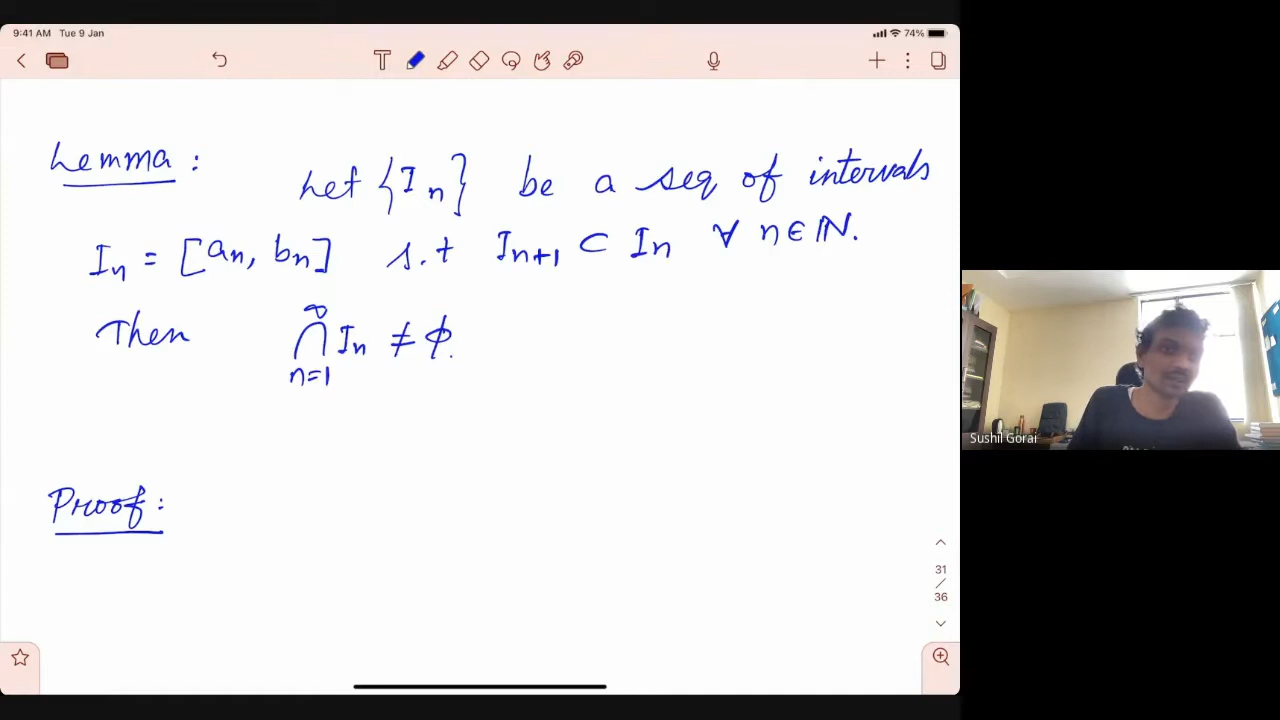 9:41 AM Tue 9 Jan
74%
T
Lemma :
Let {In} be a seq of intervals
In = [an, bn] s.t In+1 ⊂ In ∀ n ∈ ℕ.
Then ∞
⋂ In ≠ ϕ.
n=1
Proof :
Sushil Gorai
31
/
36